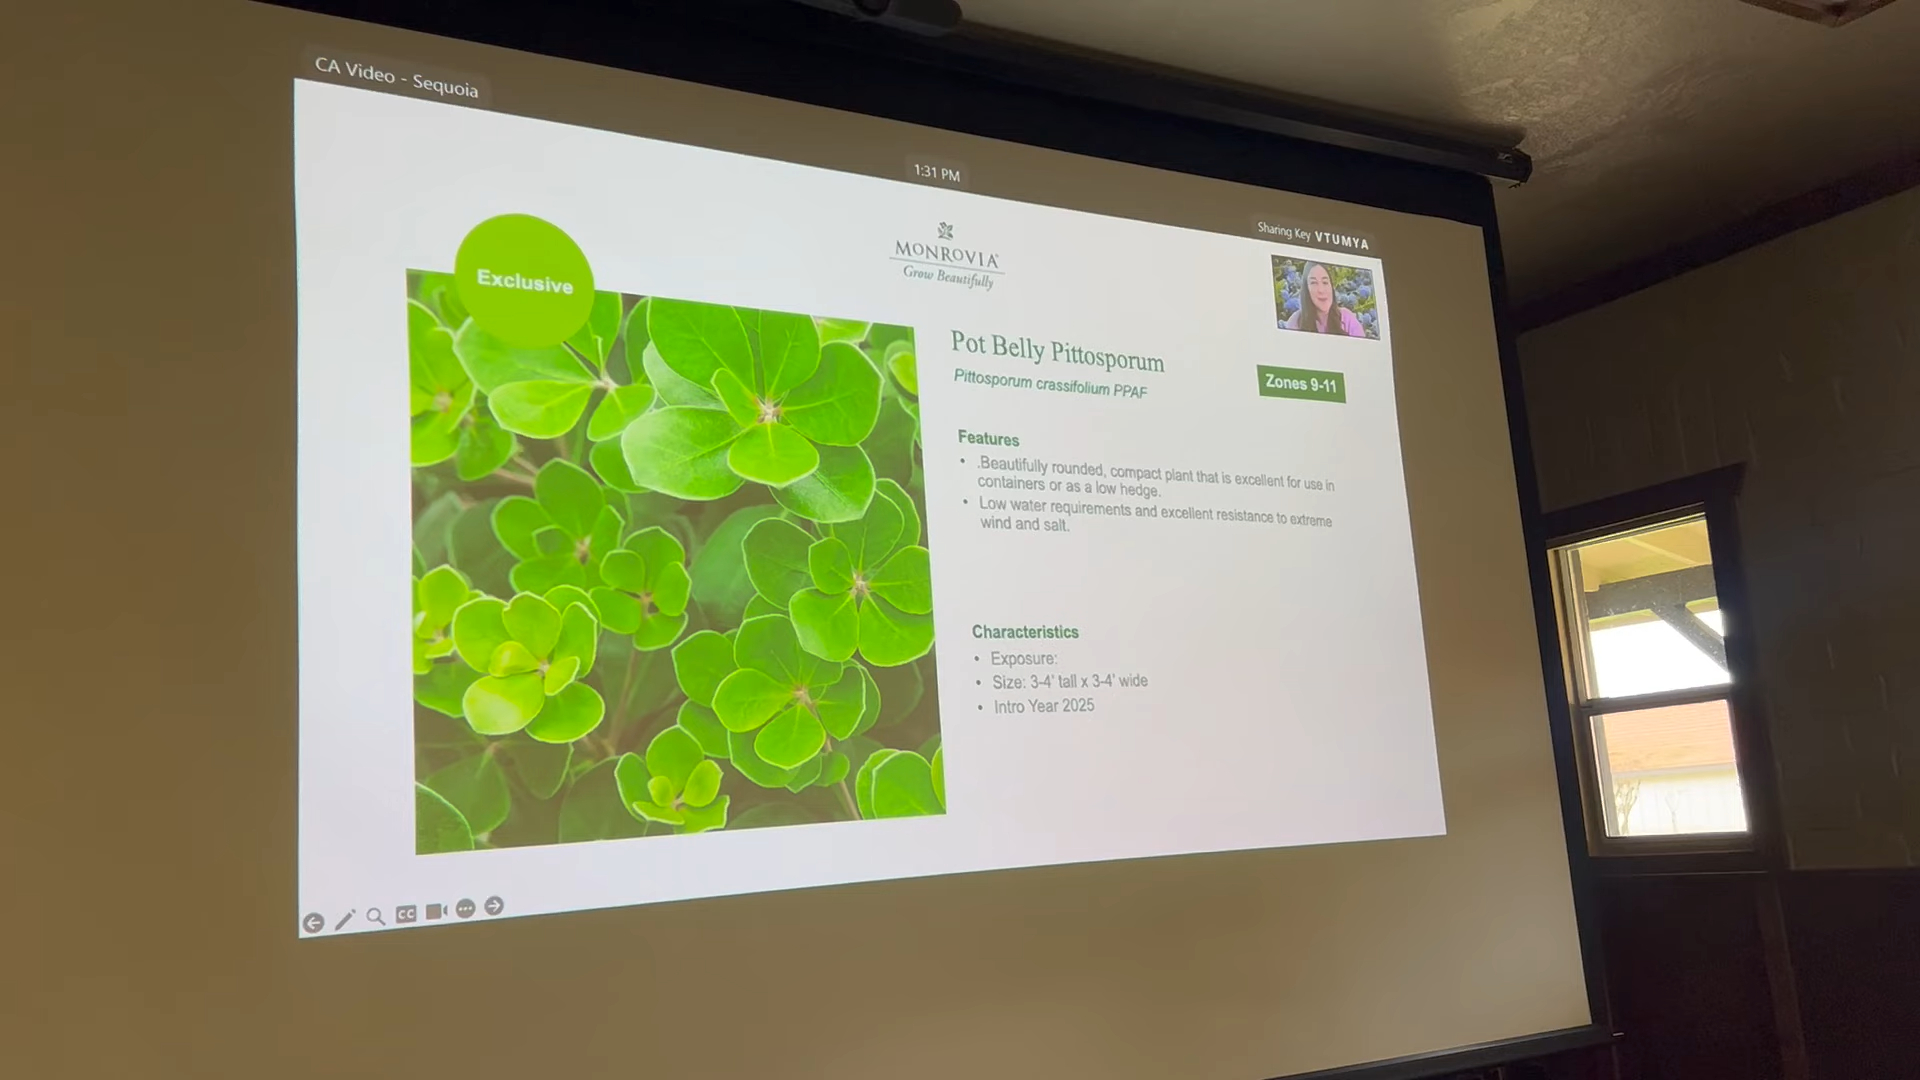 CA Video - Sequoia
1:31 PM
Sharing Key VTUMYA
MONROVIA®
Grow Beautifully
Exclusive
Pot Belly Pittosporum
Pittosporum crassifolium PPAF
Zones 9-11
Features
• .Beautifully rounded, compact plant that is excellent for use in
containers or as a low hedge.
• Low water requirements and excellent resistance to extreme
wind and salt.
Characteristics
• Exposure:
• Size: 3-4' tall x 3-4' wide
• Intro Year 2025
CC